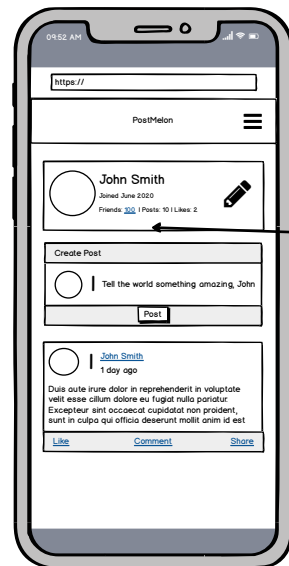 09:52 AM
https://
PostMelon
John Smith
Joined June 2020
Friends: 100 | Posts: 10 | Likes: 2
Create Post
Tell the world something amazing, John
Post
John Smith
1 day ago
Duis aute irure dolor in reprehenderit in voluptate
velit esse cillum dolore eu fugiat nulla pariatur.
Excepteur sint occaecat cupidatat non proident,
sunt in culpa qui officia deserunt mollit anim id est
Like Comment Share